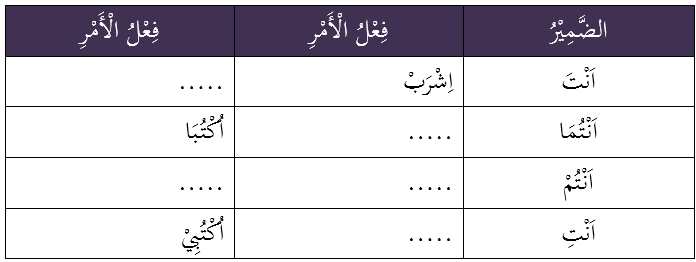 الضَّمِيْرُ فِعْلُ الْأَمْرِ فِعْلُ الْأَمْرِ
اَنْتَ اِشْرَبْ .....
اَنْتُمَا ..... اُكْتُبَا
اَنْتُمْ ..... .....
اَنْتِ ..... اُكْتُبِيْ